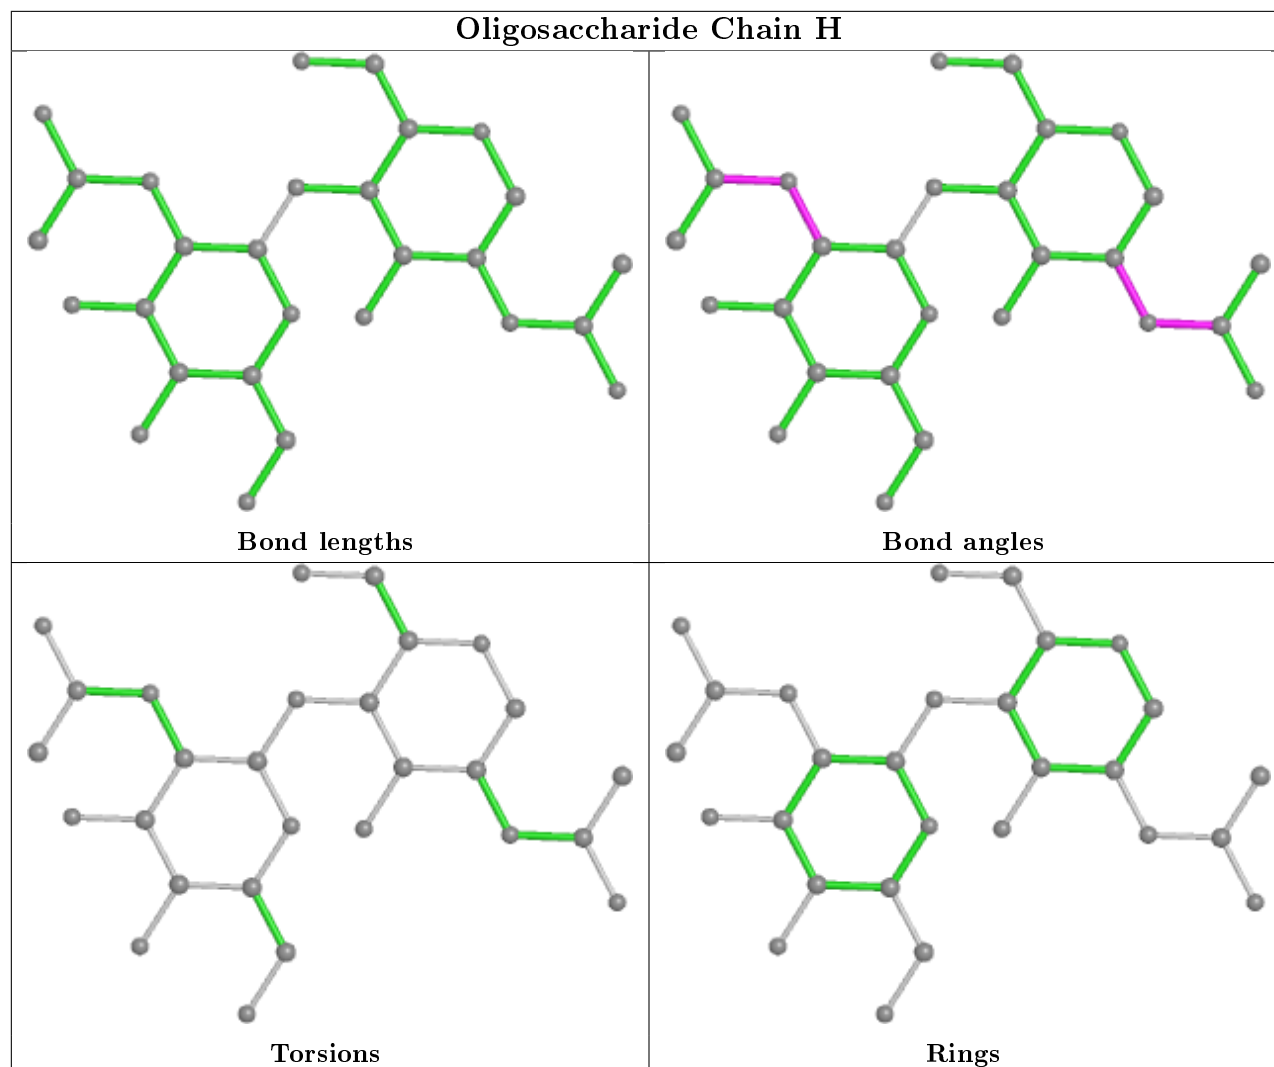 Oligosaccharide Chain H
Bond lengths
Bond angles
Torsions
Rings